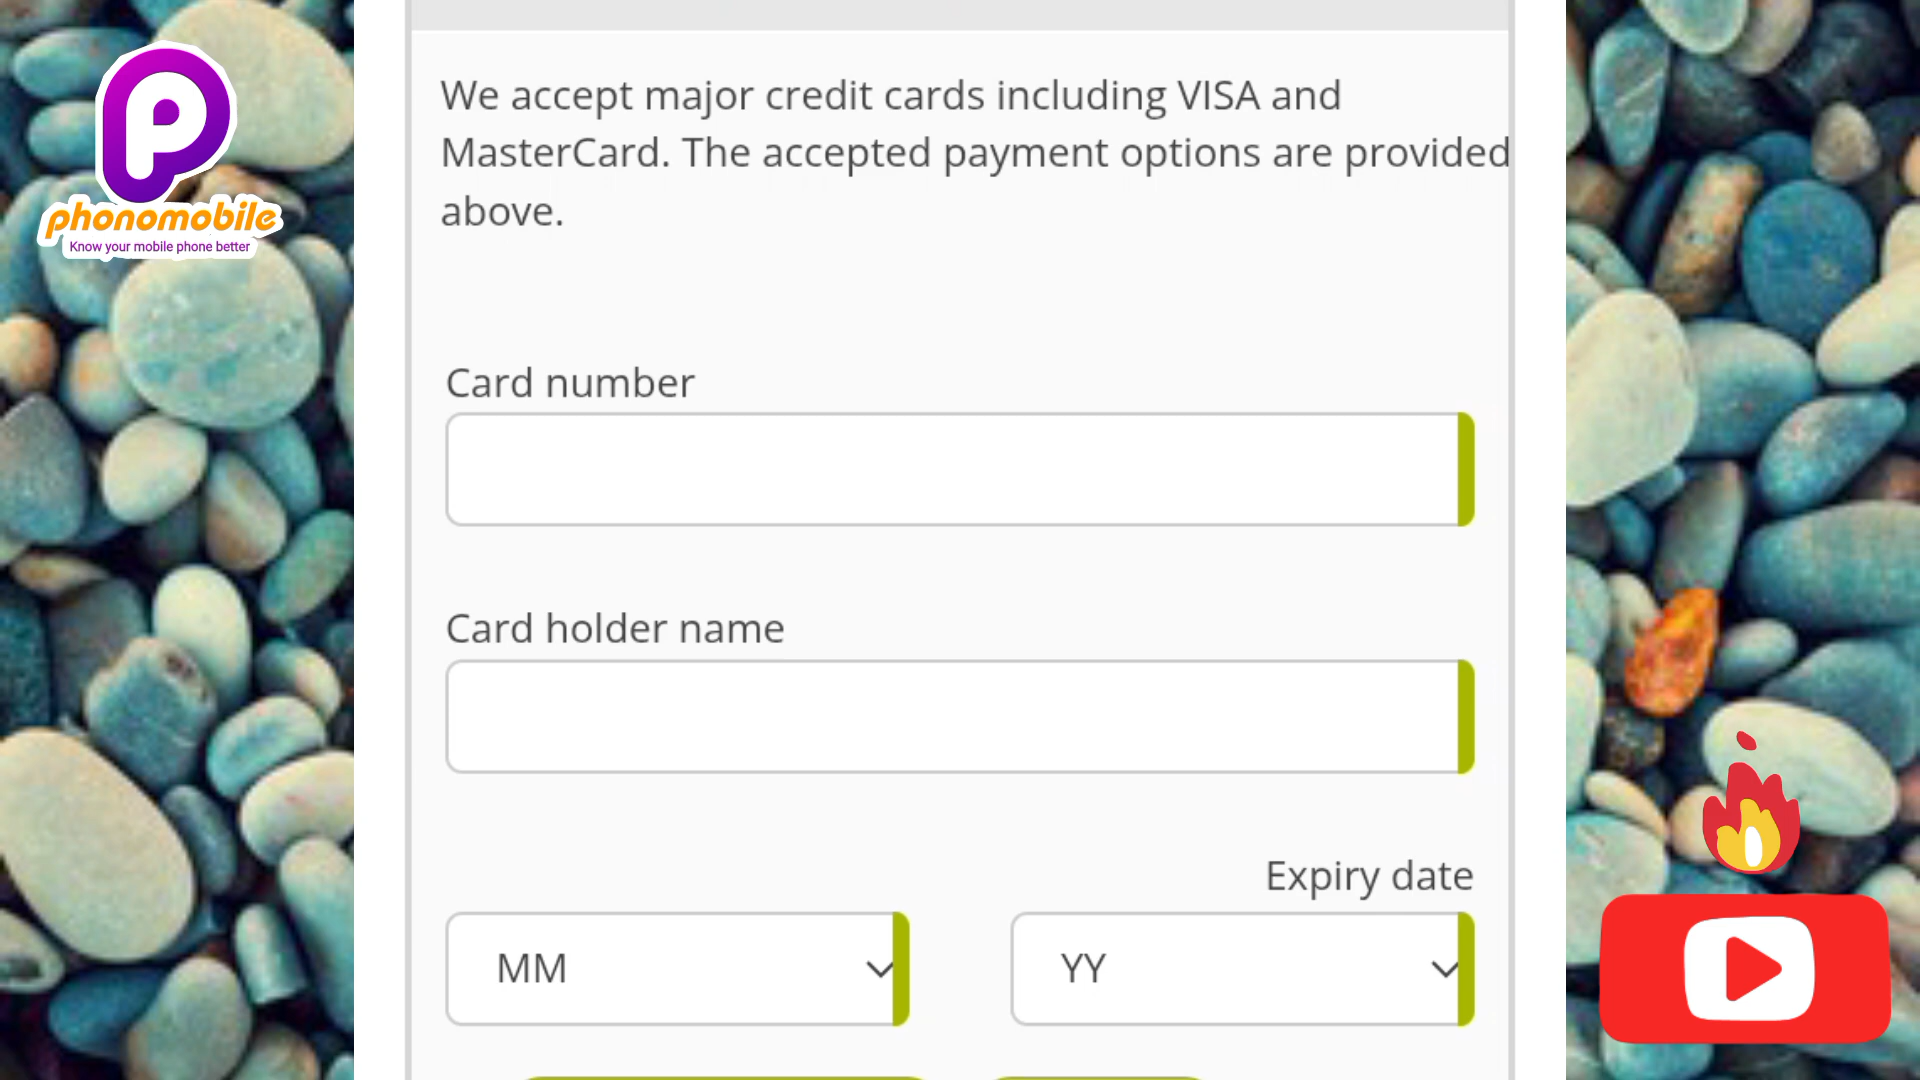 phonomobile
Know your mobile phone better
We accept major credit cards including VISA and
MasterCard. The accepted payment options are provided
above.
Card number
Card holder name
Expiry date
MM
YY